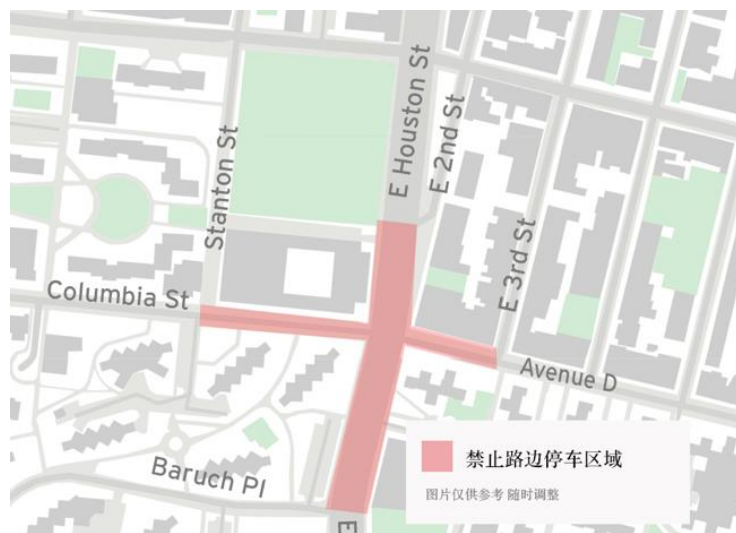 E Houston St
E 2nd St
Stanton St
E 3rd St
Columbia St
Avenue D
禁止路边停车区域
图片仅供参考 随时调整
Baruch Pl
E